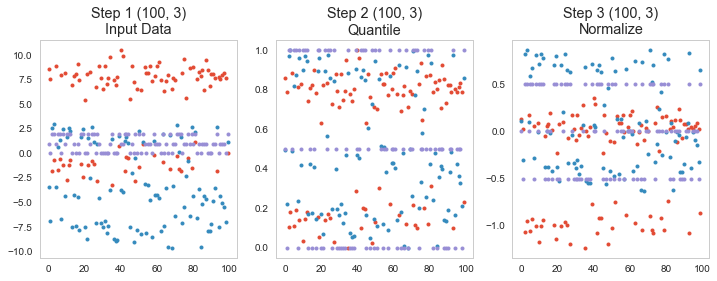 Step 1 (100, 3)
Input Data
10.0
7.5
5.0
2.5
0.0
−2.5
−5.0
−7.5
−10.0
0 20 40 60 80 100
Step 2 (100, 3)
Quantile
1.0
0.8
0.6
0.4
0.2
0.0
0 20 40 60 80 100
Step 3 (100, 3)
Normalize
0.5
0.0
−0.5
−1.0
0 20 40 60 80 100